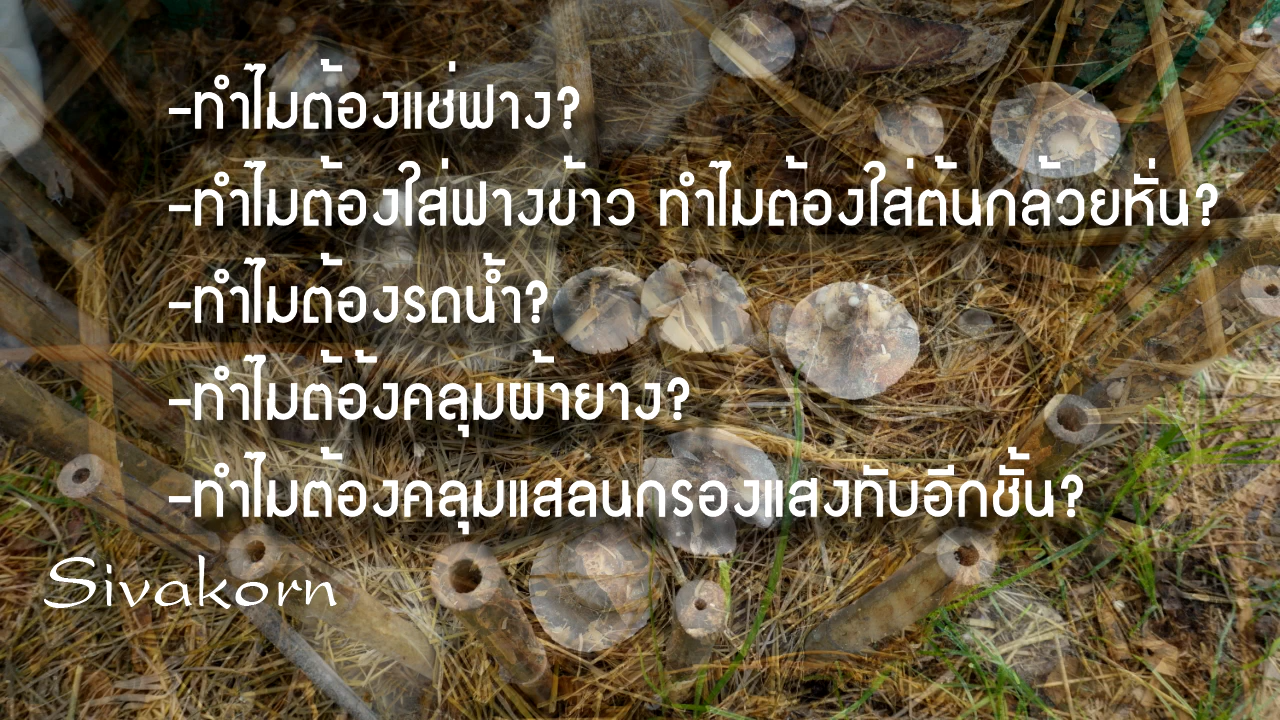 -ทำไมต้องแช่ฟาง?
-ทำไมต้องใส่ฟางข้าว ทำไมต้องใส่ต้นกล้วยหั่น?
-ทำไมต้องรดน้ำ?
-ทำไมต้อ้งคลุมผ้ายาง?
-ทำไมต้องคลุมแสลนกรองแสงทับอีกชั้น?
Sivakorn